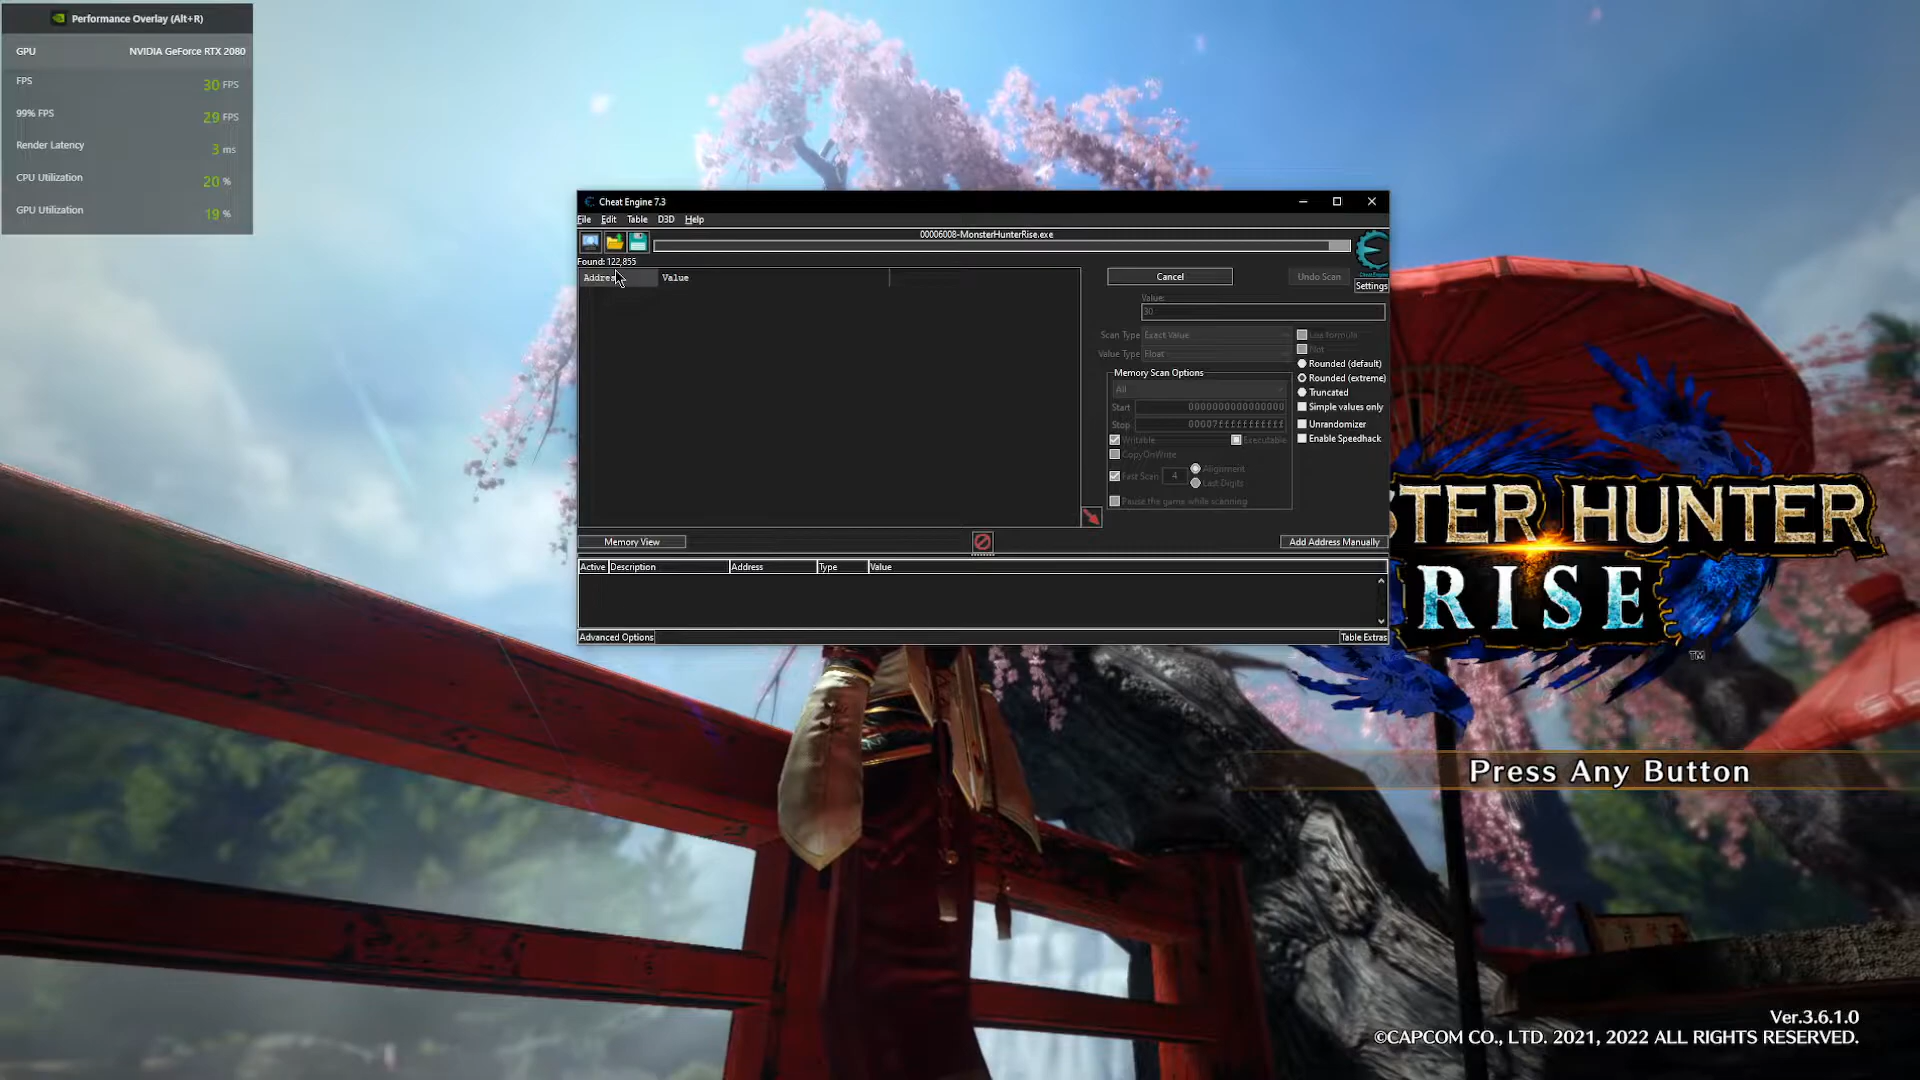 Performance Overlay (Alt+R)
GPU NVIDIA GeForce RTX 2080
FPS 30 FPS
99% FPS 29 FPS
Render Latency 3 ms
CPU Utilization 20 %
GPU Utilization 19 %
Cheat Engine 7.3
File Edit Table D3D Help
00006008-MonsterHunterRise.exe
Found: 122,855
Value
Cancel
Undo Scan
Settings
Value:
30
Scan Type Exact Value
Value Type Float
Not
Rounded (default)
Rounded (extreme)
Truncated
Simple values only
Unrandomizer
Enable Speedhack
Memory Scan Options
All
Start 0000000000000000
Stop 00007fffffffffff
Writable Executable
CopyOnWrite
Fast Scan 4 Alignment
Last Digits
Pause the game while scanning
Memory View
Add Address Manually
Active Description Address Type Value
Advanced Options
Table Extras
STER HUNTER
RISE
TM
Press Any Button
Ver.3.6.1.0
©CAPCOM CO., LTD. 2021, 2022 ALL RIGHTS RESERVED.